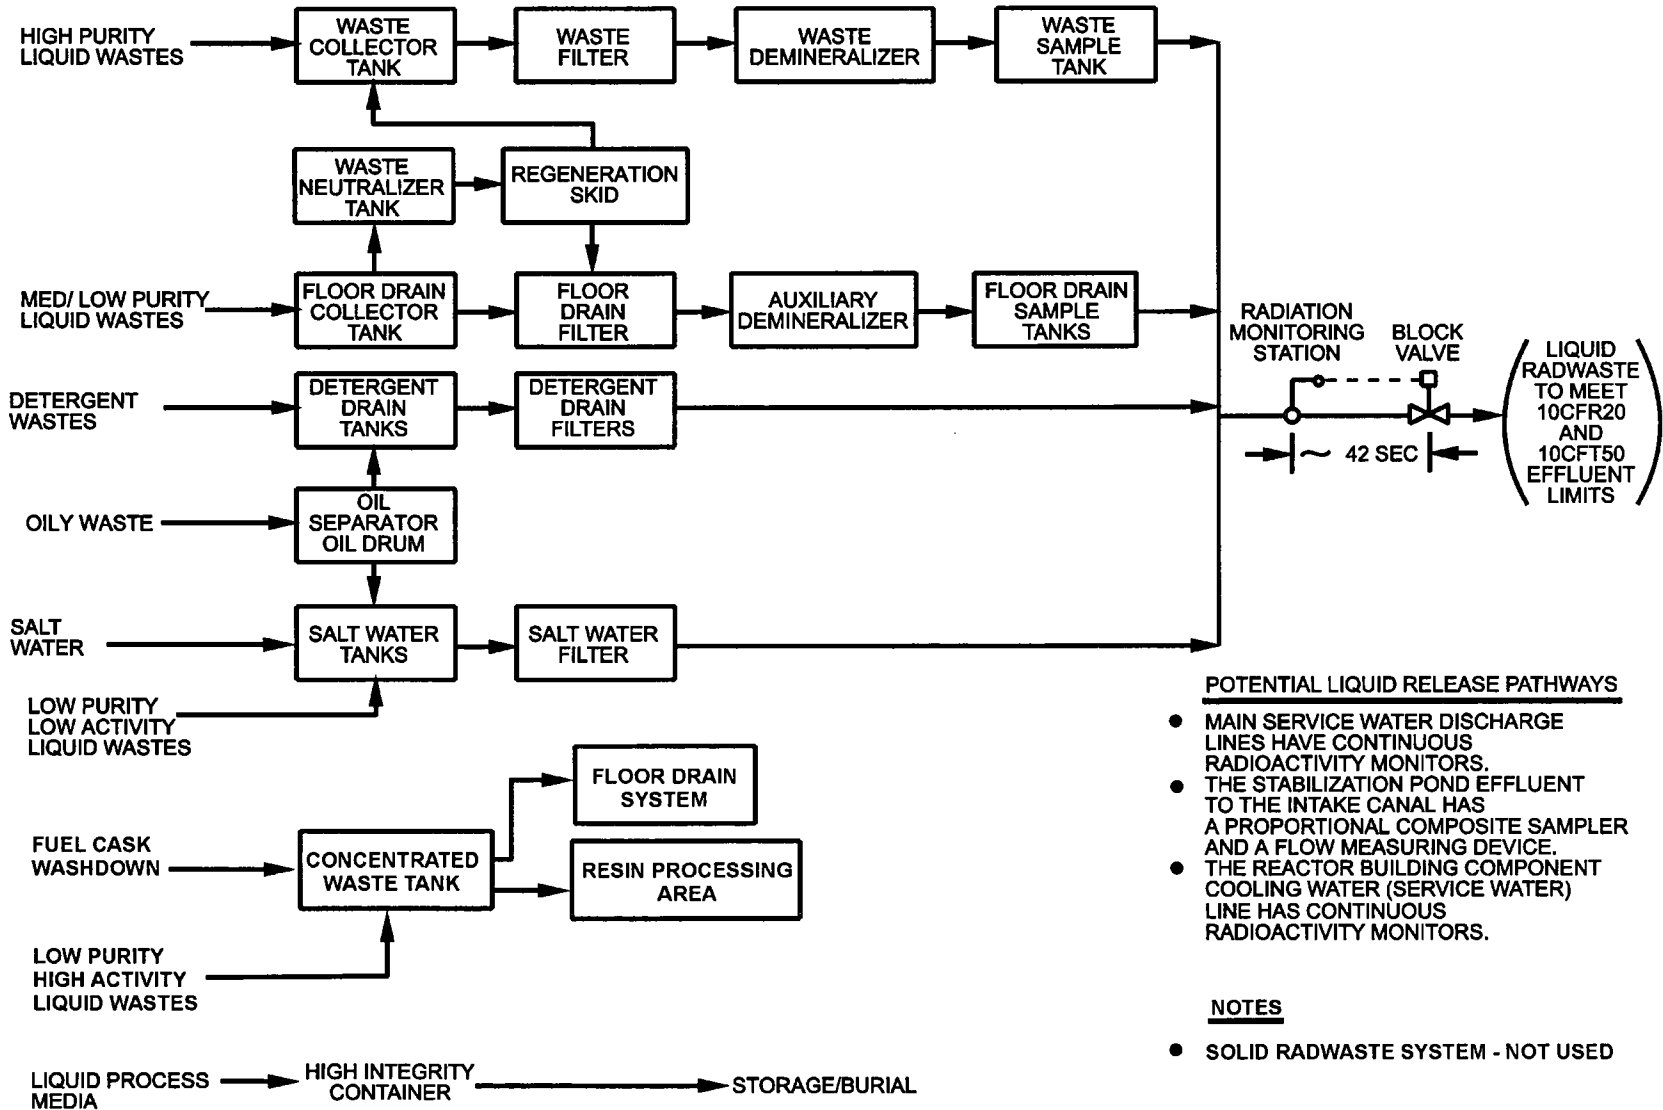 HIGH PURITY
LIQUID WASTES
WASTE
COLLECTOR
TANK
WASTE
FILTER
WASTE
DEMINERALIZER
WASTE
SAMPLE
TANK
WASTE
NEUTRALIZER
TANK
REGENERATION
SKID
MED/ LOW PURITY
LIQUID WASTES
FLOOR DRAIN
COLLECTOR
TANK
FLOOR
DRAIN
FILTER
AUXILIARY
DEMINERALIZER
FLOOR DRAIN
SAMPLE
TANKS
RADIATION
MONITORING
STATION
BLOCK
VALVE
LIQUID
RADWASTE
TO MEET
10CFR20
AND
10CFT50
EFFLUENT
LIMITS
~ 42 SEC
DETERGENT
WASTES
DETERGENT
DRAIN
TANKS
DETERGENT
DRAIN
FILTERS
OILY WASTE
OIL
SEPARATOR
OIL DRUM
SALT
WATER
SALT WATER
TANKS
SALT WATER
FILTER
LOW PURITY
LOW ACTIVITY
LIQUID WASTES
FUEL CASK
WASHDOWN
CONCENTRATED
WASTE TANK
FLOOR DRAIN
SYSTEM
RESIN PROCESSING
AREA
LOW PURITY
HIGH ACTIVITY
LIQUID WASTES
LIQUID PROCESS
MEDIA
HIGH INTEGRITY
CONTAINER
STORAGE/BURIAL
POTENTIAL LIQUID RELEASE PATHWAYS
● MAIN SERVICE WATER DISCHARGE
LINES HAVE CONTINUOUS
RADIOACTIVITY MONITORS.
● THE STABILIZATION POND EFFLUENT
TO THE INTAKE CANAL HAS
A PROPORTIONAL COMPOSITE SAMPLER
AND A FLOW MEASURING DEVICE.
● THE REACTOR BUILDING COMPONENT
COOLING WATER (SERVICE WATER)
LINE HAS CONTINUOUS
RADIOACTIVITY MONITORS.
NOTES
● SOLID RADWASTE SYSTEM - NOT USED